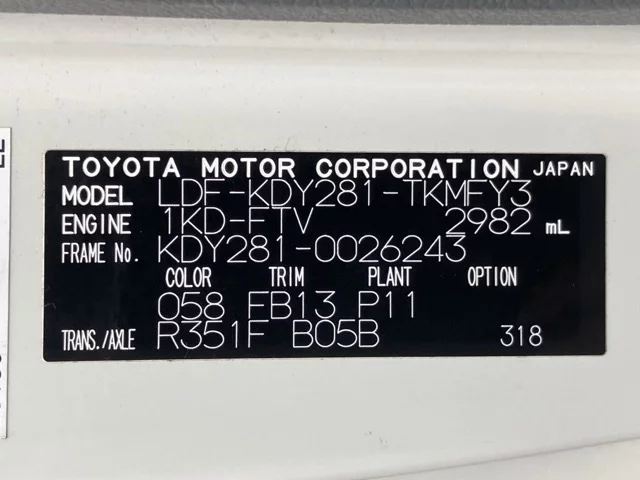 TOYOTA MOTOR CORPORATION JAPAN
MODEL LDF-KDY281-TKMFY3
ENGINE 1KD-FTV 2982 mL
FRAME No. KDY281-0026243
COLOR TRIM PLANT OPTION
058 FB13 P11
TRANS./AXLE R351F B05B 318